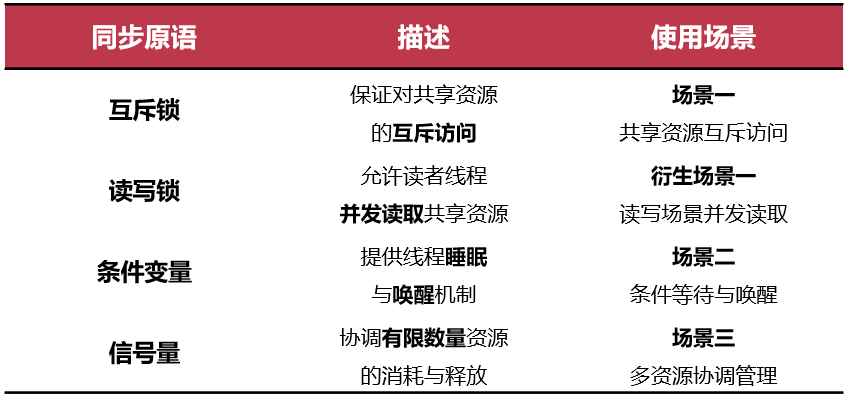 同步原语 描述 使用场景
互斥锁 保证对共享资源 场景一
的互斥访问 共享资源互斥访问
读写锁 允许读者线程 衍生场景一
并发读取共享资源 读写场景并发读取
条件变量 提供线程睡眠 场景二
与唤醒机制 条件等待与唤醒
信号量 协调有限数量资源 场景三
的消耗与释放 多资源协调管理